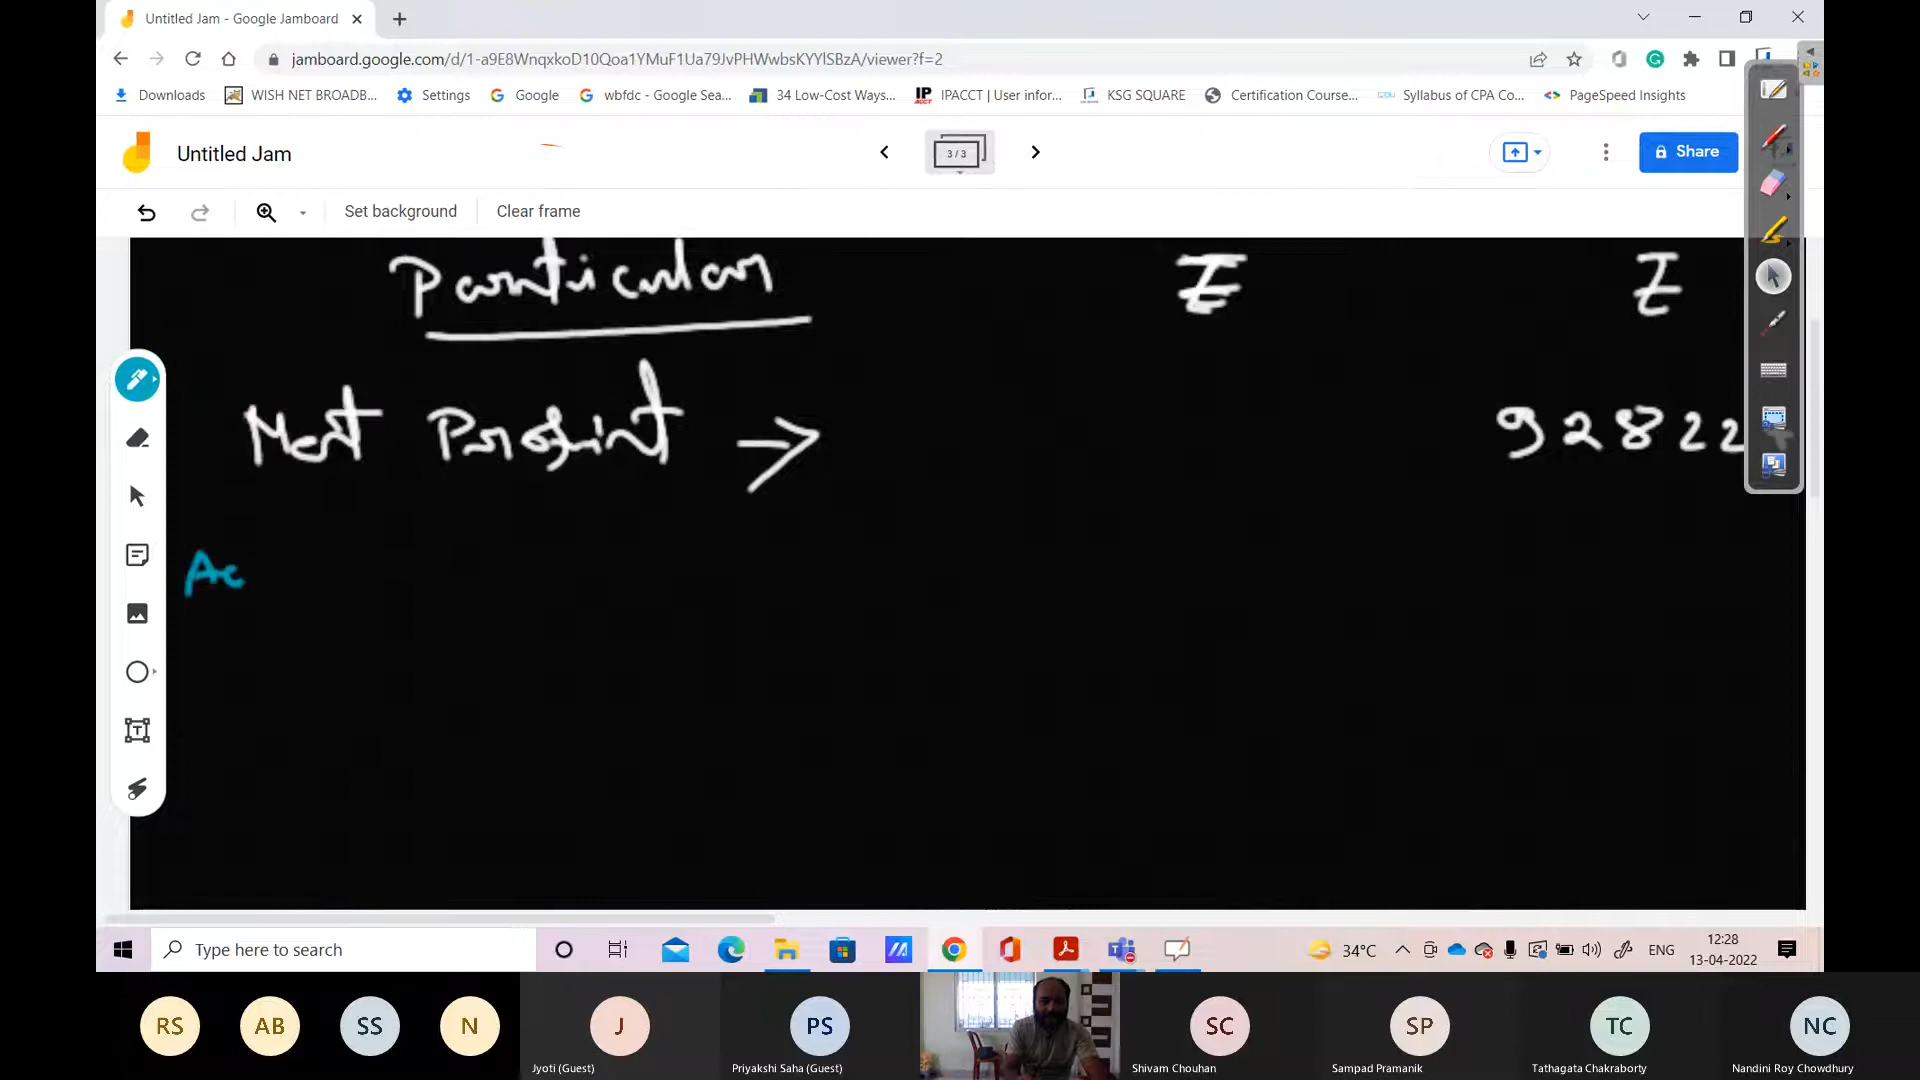 Untitled Jam - Google Jamboard
jamboard.google.com/d/1-a9E8WnqxkoD10Qoa1YMuF1Ua79JvPHWwbsKYYlSBzA/viewer?f=2
Downloads WISH NET BROADB... Settings Google wbfdc - Google Sea... 34 Low-Cost Ways... IP IPACCT | User infor... KSG SQUARE Certification Course... Syllabus of CPA Co... PageSpeed Insights
Untitled Jam 3 / 3 Share
Set background Clear frame
Particular
Net Profit → 92822
Ac
Type here to search 34°C ENG 12:28
13-04-2022
RS AB SS N J PS SC SP TC NC
Jyoti (Guest) Priyakshi Saha (Guest) Shivam Chouhan Sampad Pramanik Tathagata Chakraborty Nandini Roy Chowdhury